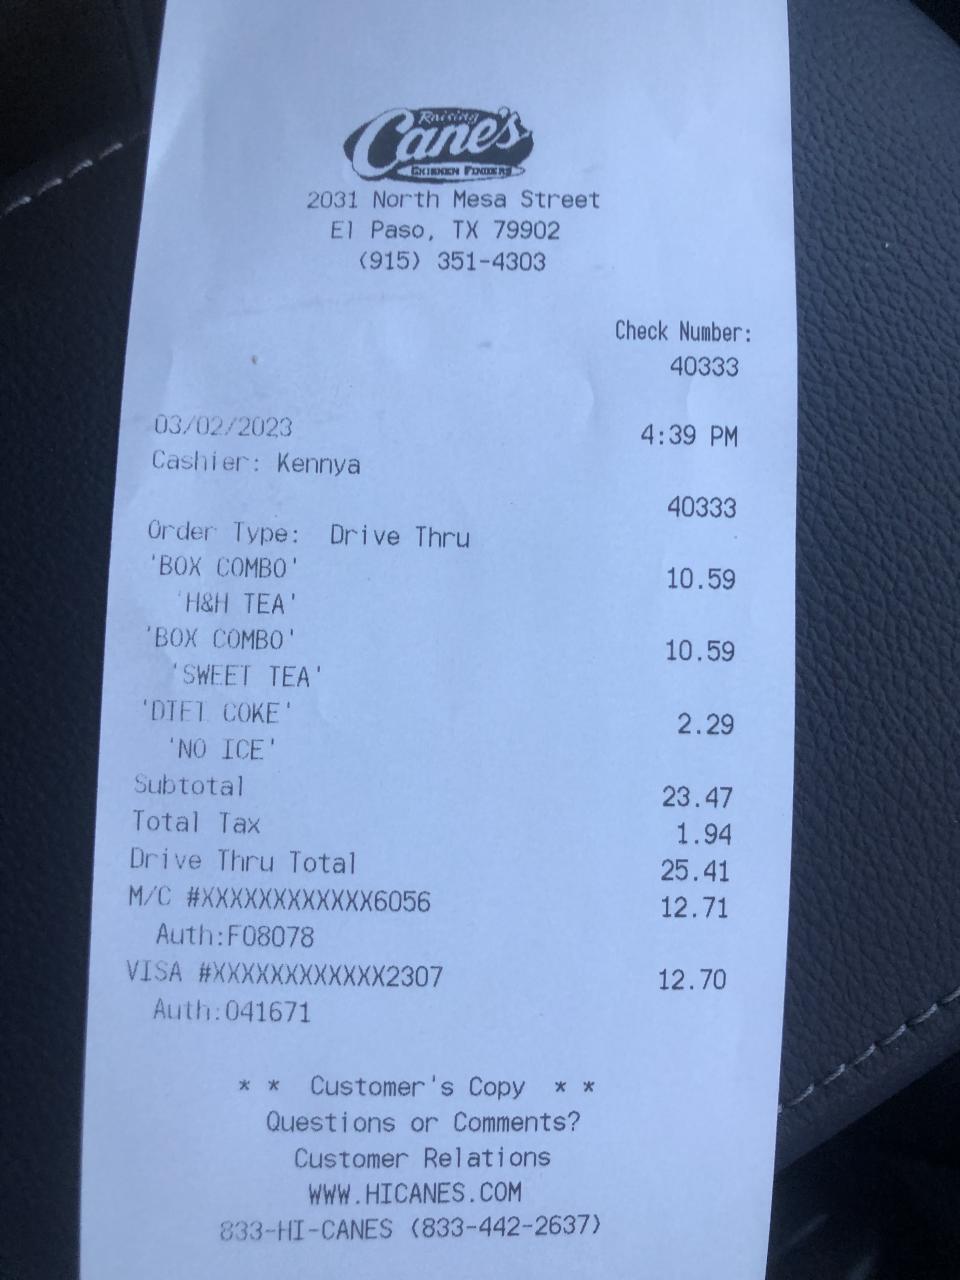 Raising
Cane's
CHICKEN FINGERS
2031 North Mesa Street
El Paso, TX 79902
(915) 351-4303
Check Number:
40333
03/02/2023 4:39 PM
Cashier: Kennya
40333
Order Type: Drive Thru
'BOX COMBO' 10.59
'H&H TEA'
'BOX COMBO' 10.59
'SWEET TEA'
'DIET COKE' 2.29
'NO ICE'
Subtotal 23.47
Total Tax 1.94
Drive Thru Total 25.41
M/C #XXXXXXXXXXXX6056 12.71
Auth:F08078
VISA #XXXXXXXXXXXX2307 12.70
Auth:041671
* * Customer's Copy * *
Questions or Comments?
Customer Relations
WWW.HICANES.COM
833-HI-CANES (833-442-2637)